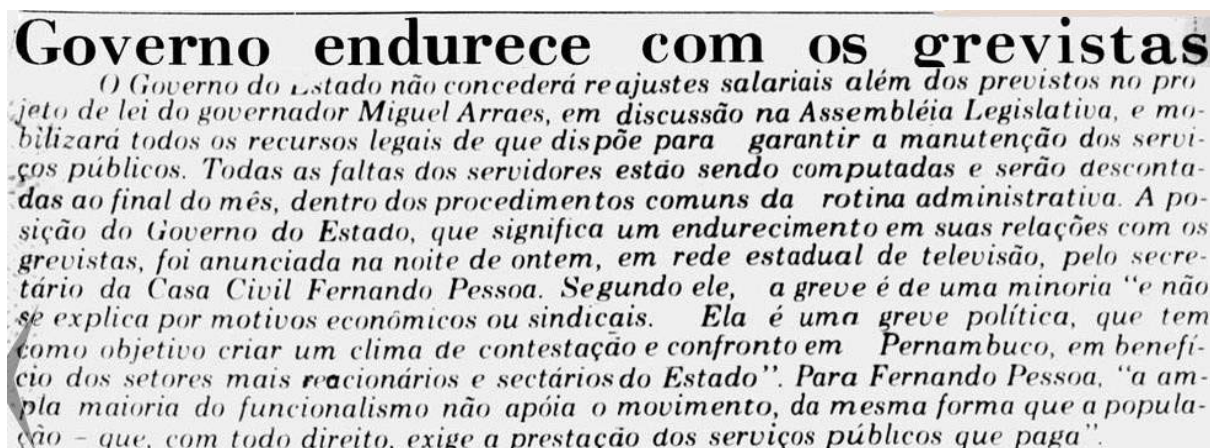 Governo endurece com os grevistas
O Governo do Estado não concederá reajustes salariais além dos previstos no pro
jeto de lei do governador Miguel Arraes, em discussão na Assembléia Legislativa, e mo-
bilizará todos os recursos legais de que dispõe para garantir a manutenção dos servi-
ços públicos. Todas as faltas dos servidores estão sendo computadas e serão desconta-
das ao final do mês, dentro dos procedimentos comuns da rotina administrativa. A po-
sição do Governo do Estado, que significa um endurecimento em suas relações com os
grevistas, foi anunciada na noite de ontem, em rede estadual de televisão, pelo secre-
tário da Casa Civil Fernando Pessoa. Segundo ele, a greve é de uma minoria "e não
se explica por motivos econômicos ou sindicais. Ela é uma greve política, que tem
como objetivo criar um clima de contestação e confronto em Pernambuco, em benefí-
cio dos setores mais reacionários e sectários do Estado". Para Fernando Pessoa, "a am-
pla maioria do funcionalismo não apóia o movimento, da mesma forma que a popula-
ção - que, com todo direito, exige a prestação dos serviços públicos que paga".